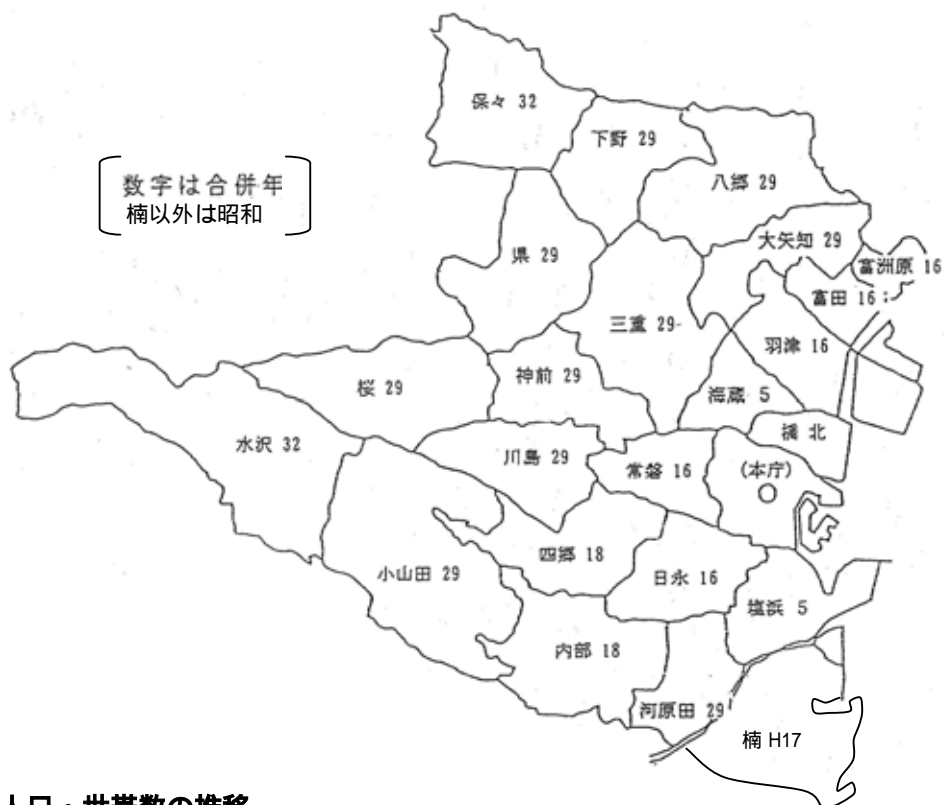 保々 32
下野 29
八郷 29
数字は合併年
楠以外は昭和
大矢知 29
県 29
富洲原 16
富田 16
三重 29
羽津 16
神前 29
桜 29
海蔵 5
橋北
水沢 32
川島 29
常磐 16
(本庁)
四郷 18
小山田 29
日永 16
塩浜 5
内部 18
河原田 29
楠 H17
人口・世帯数の推移